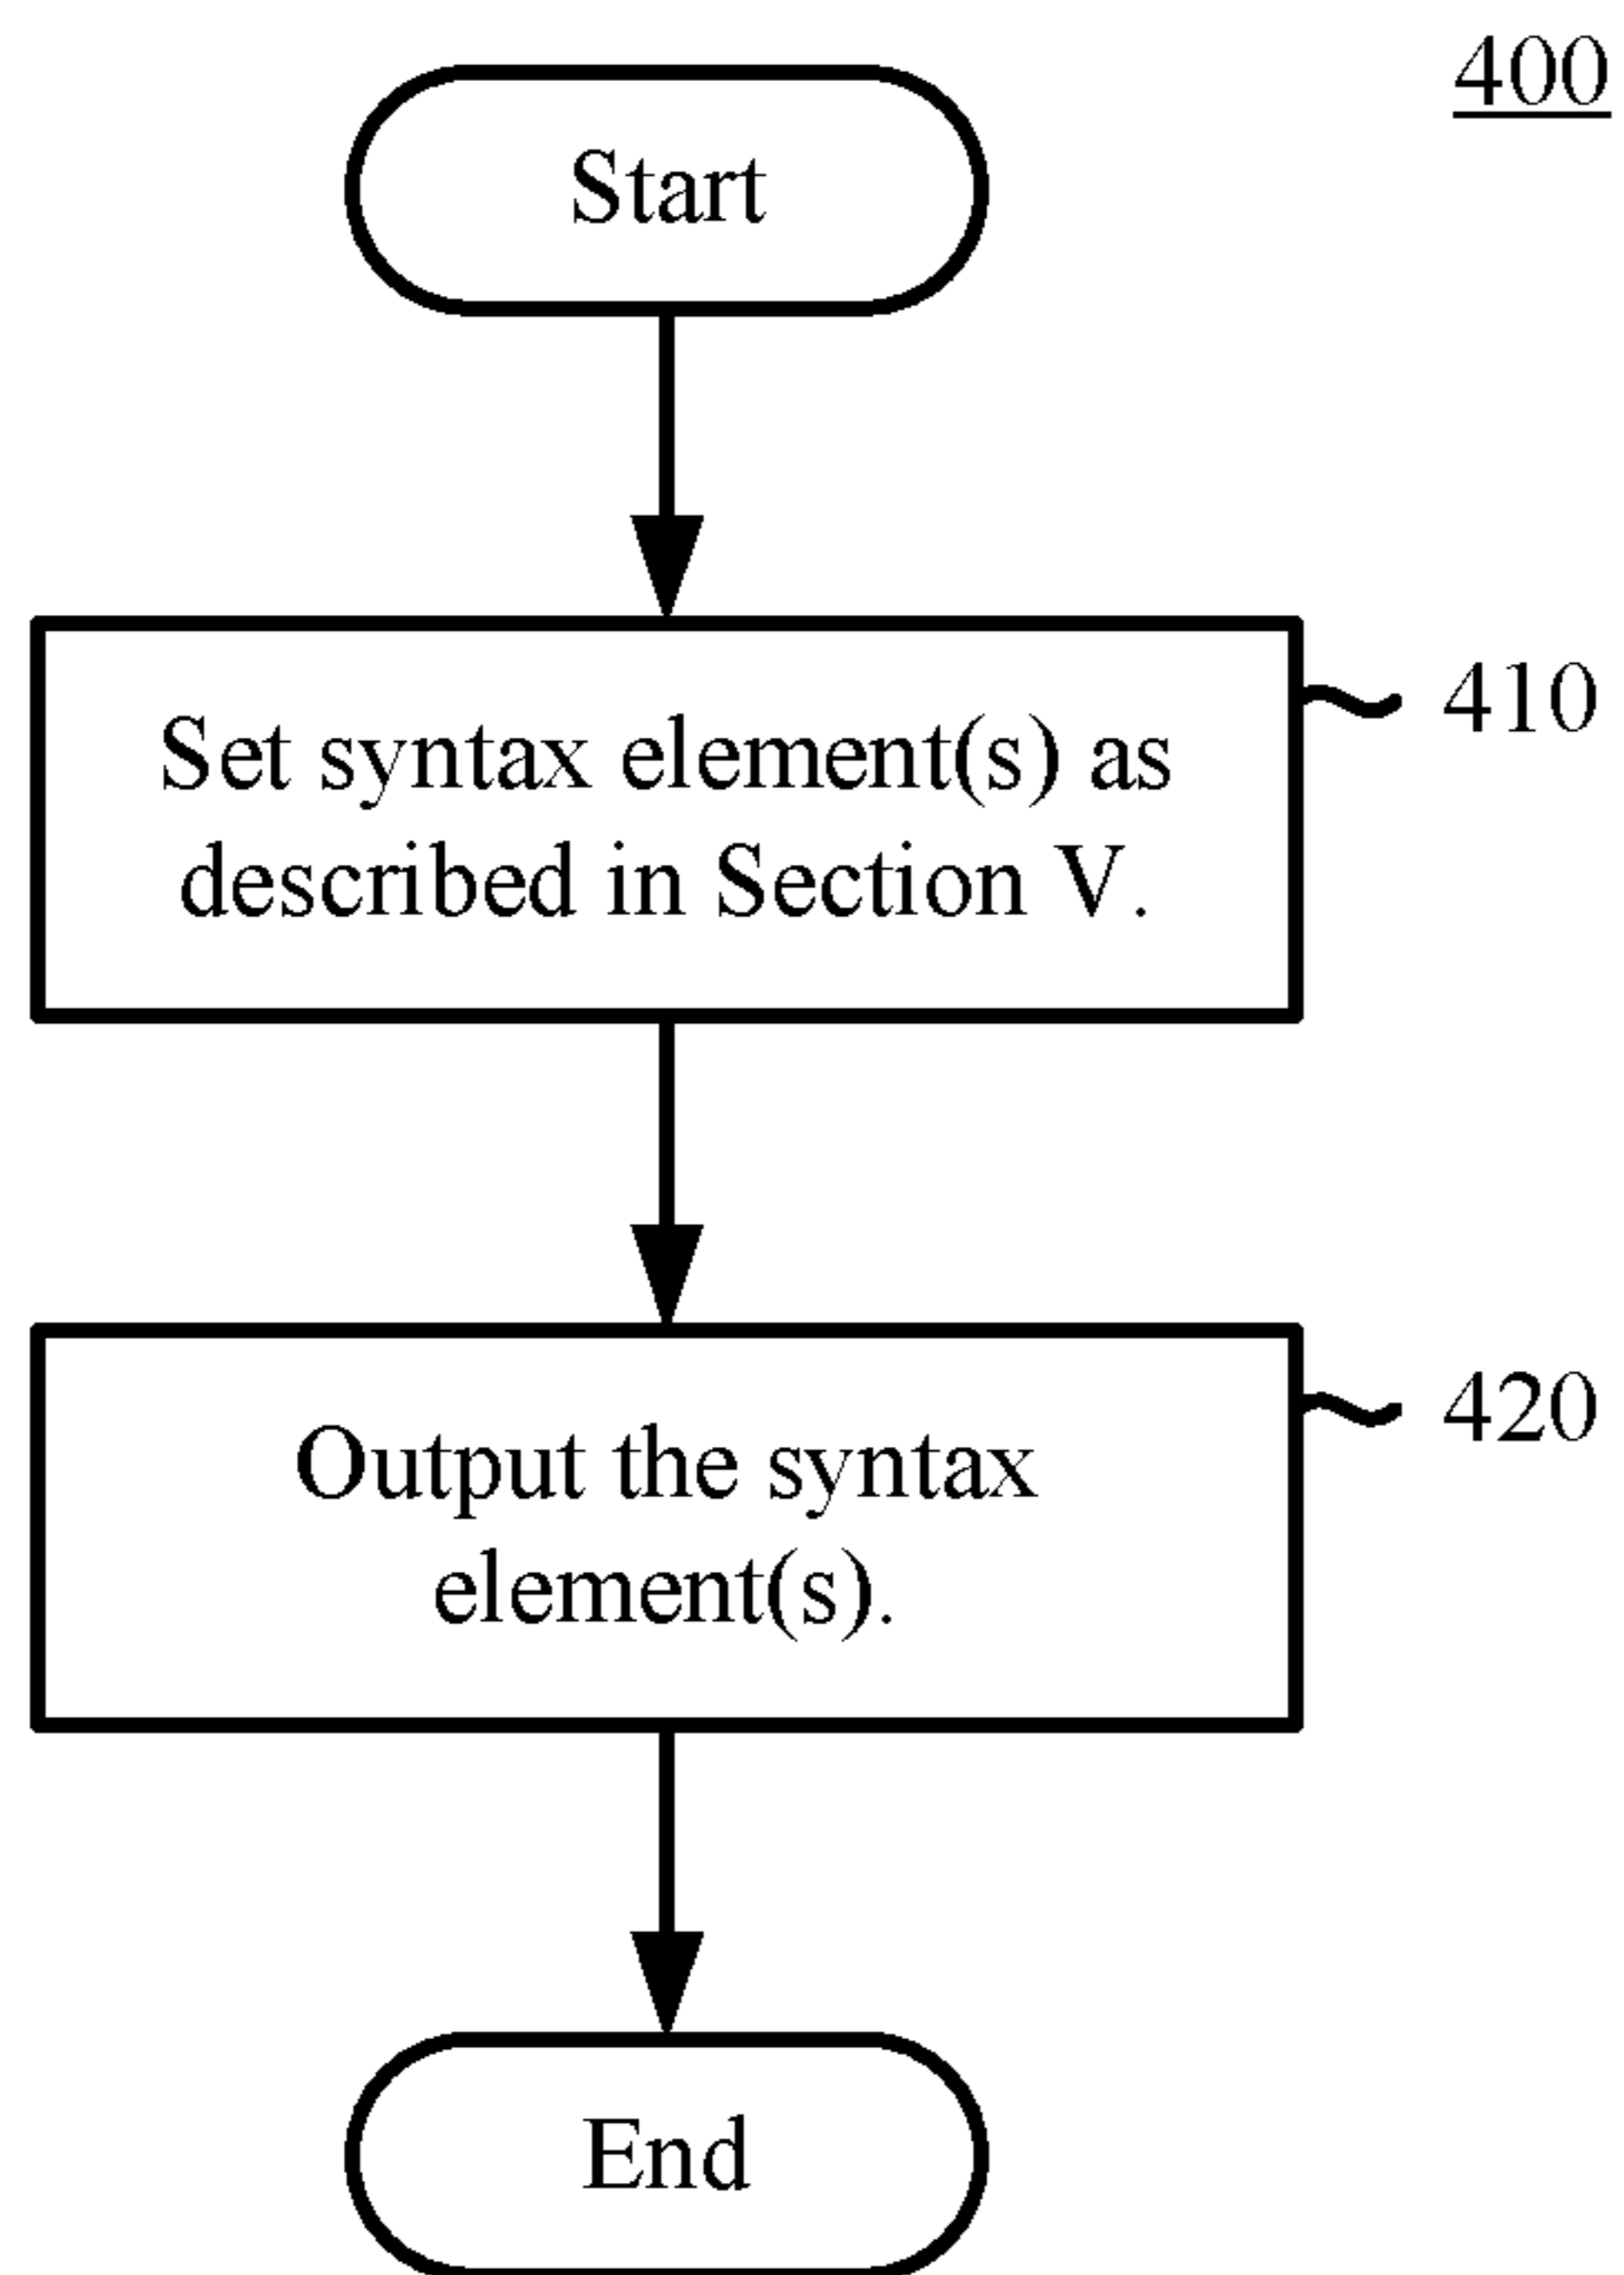 400
Start
Set syntax element(s) as
described in Section V.
410
Output the syntax
element(s).
420
End